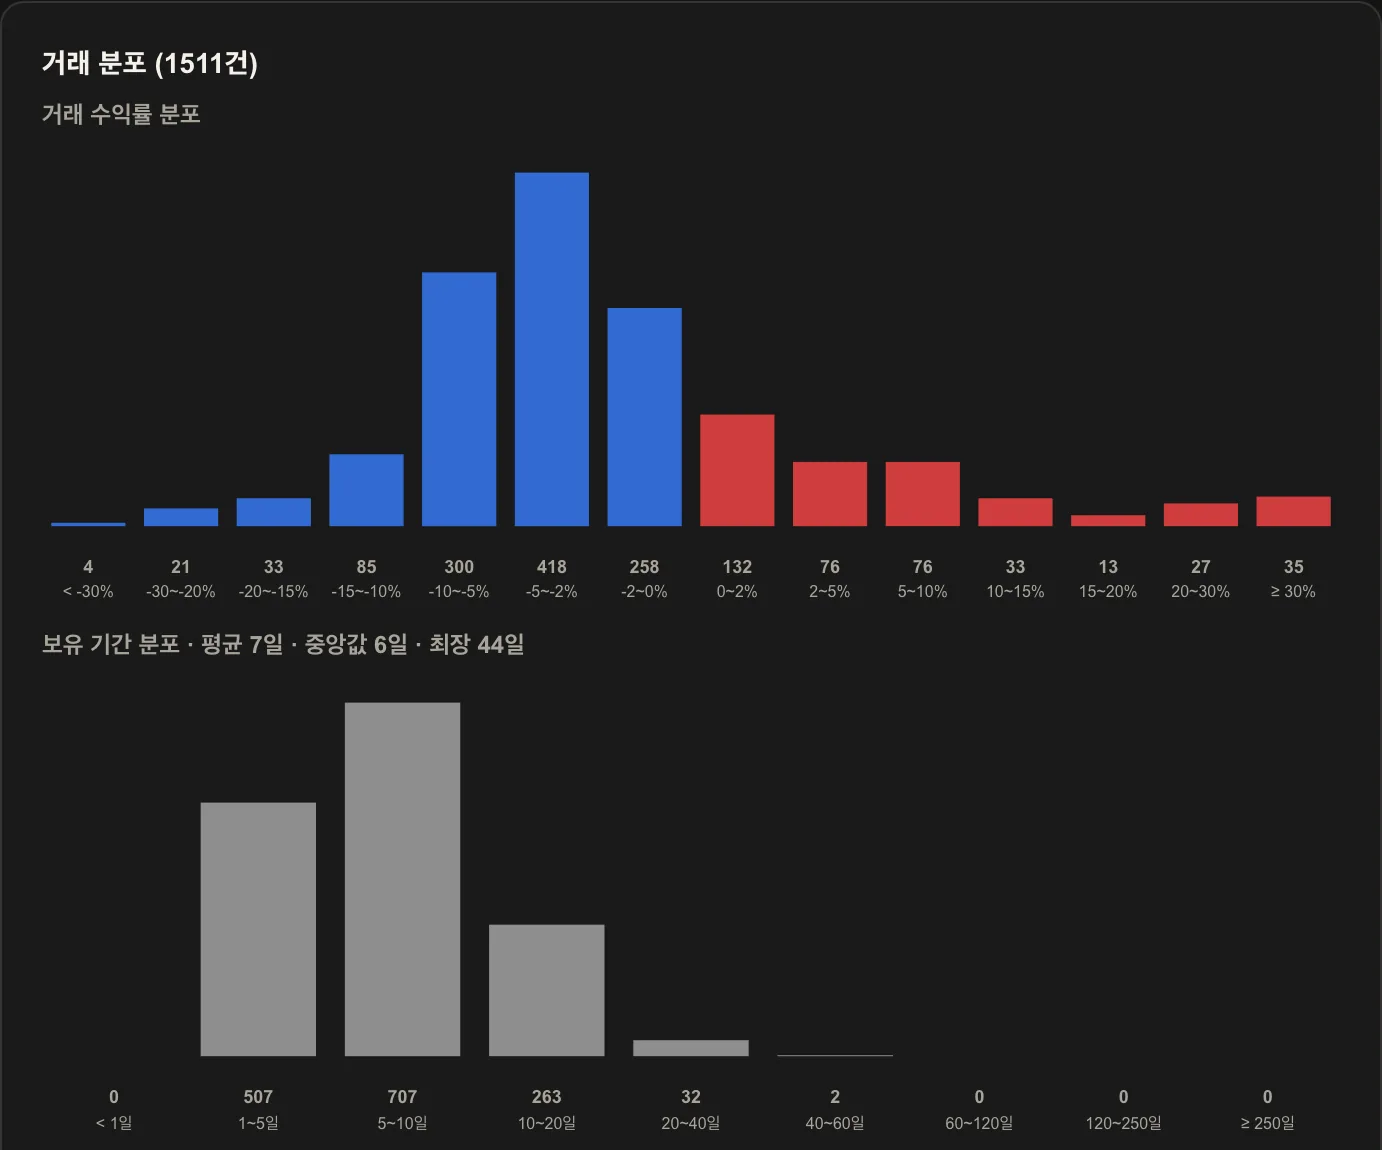 거래 분포 (1511건)
거래 수익률 분포
4 21 33 85 300 418 258 132 76 76 33 13 27 35
< -30% -30~-20% -20~-15% -15~-10% -10~-5% -5~-2% -2~0% 0~2% 2~5% 5~10% 10~15% 15~20% 20~30% ≥ 30%
보유 기간 분포 · 평균 7일 · 중앙값 6일 · 최장 44일
0 507 707 263 32 2 0 0 0
< 1일 1~5일 5~10일 10~20일 20~40일 40~60일 60~120일 120~250일 ≥ 250일